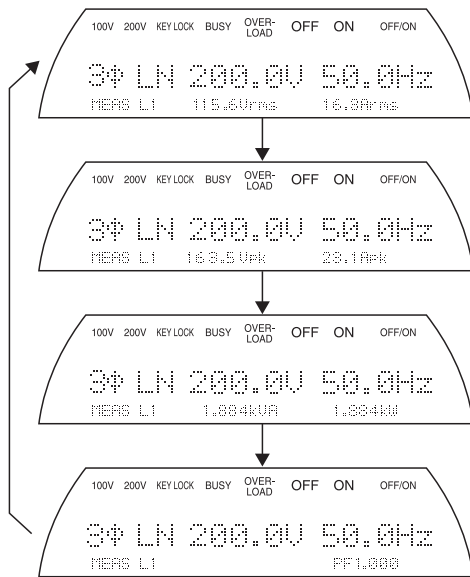 100V 200V KEY LOCK BUSY OVER-
LOAD OFF ON OFF/ON
3Φ LN 200.0V 50.0Hz
MEAS L1 115.6Vrms 16.3Arms
100V 200V KEY LOCK BUSY OVER-
LOAD OFF ON OFF/ON
3Φ LN 200.0V 50.0Hz
MEAS L1 163.5Vpk 23.1Apk
100V 200V KEY LOCK BUSY OVER-
LOAD OFF ON OFF/ON
3Φ LN 200.0V 50.0Hz
MEAS L1 1.884kVA 1.884kW
100V 200V KEY LOCK BUSY OVER-
LOAD OFF ON OFF/ON
3Φ LN 200.0V 50.0Hz
MEAS L1 PF1.000